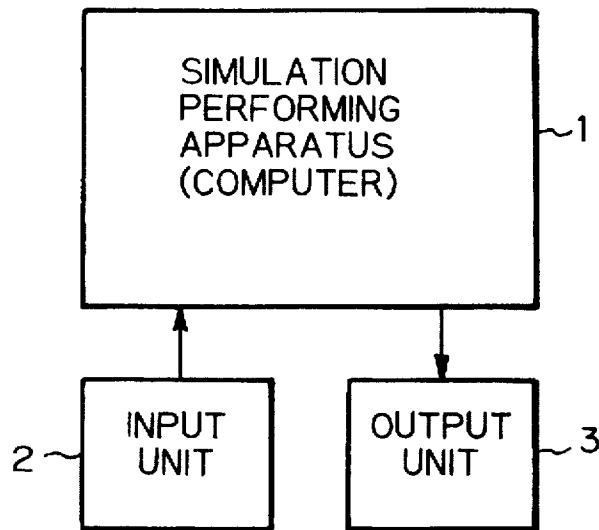 SIMULATION
PERFORMING
APPARATUS
(COMPUTER)
1
INPUT
UNIT
2
OUTPUT
UNIT
3